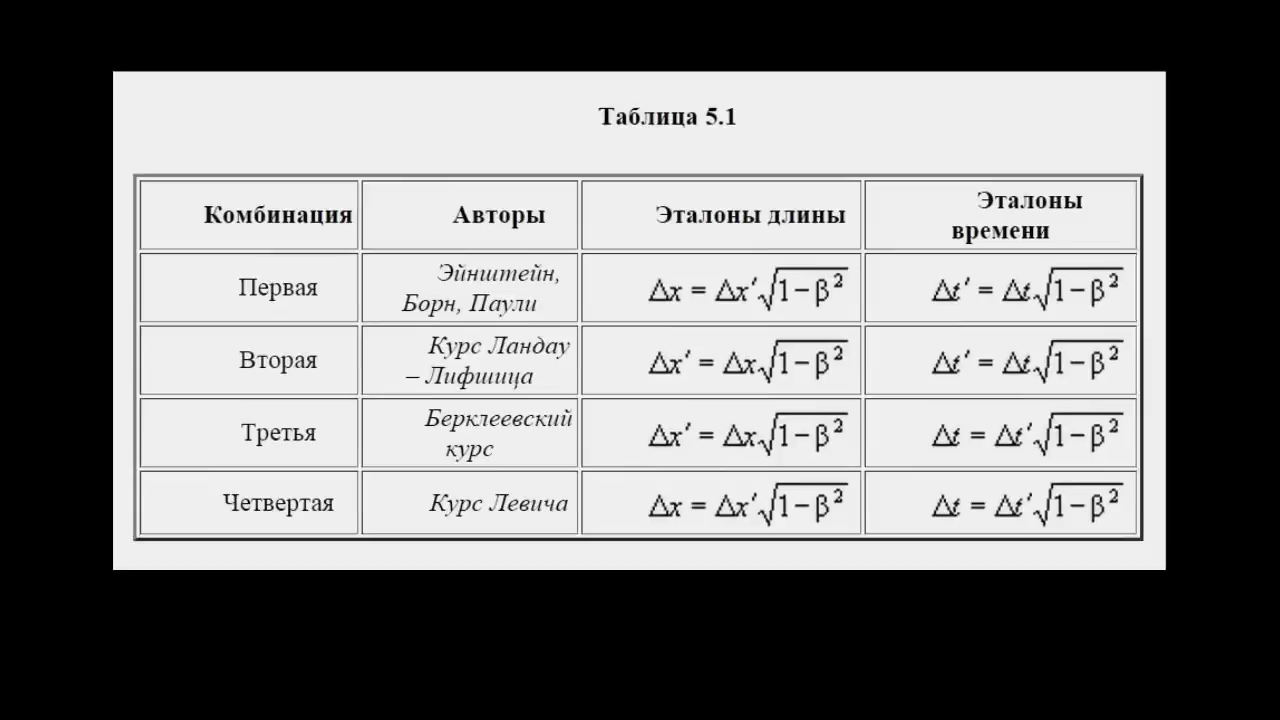 Таблица 5.1
Комбинация Авторы Эталоны длины Эталоны времени
Первая Эйнштейн, Борн, Паули Δx = Δx′√1−β² Δt′ = Δt√1−β²
Вторая Курс Ландау – Лифшица Δx′ = Δx√1−β² Δt′ = Δt√1−β²
Третья Берклеевский курс Δx′ = Δx√1−β² Δt = Δt′√1−β²
Четвертая Курс Левича Δx = Δx′√1−β² Δt = Δt′√1−β²